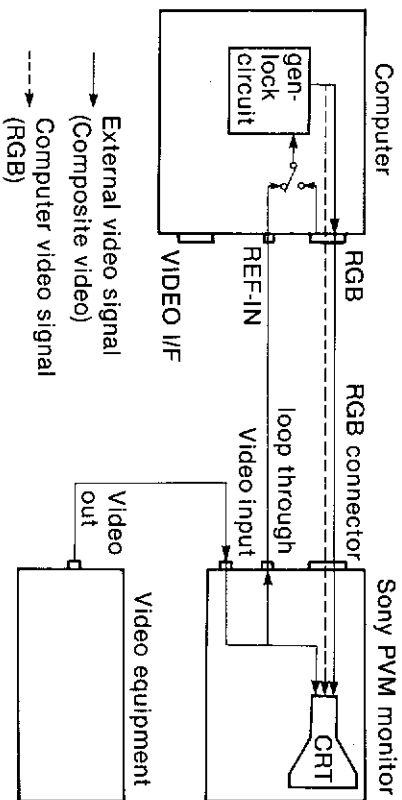 Computer
gen-
lock
circuit
RGB
REF-IN
VIDEO I/F
RGB connector
loop through
Video input
Sony PVM monitor
CRT
Video
out
Video equipment
External video signal
(Composite video)
Computer video signal
(RGB)